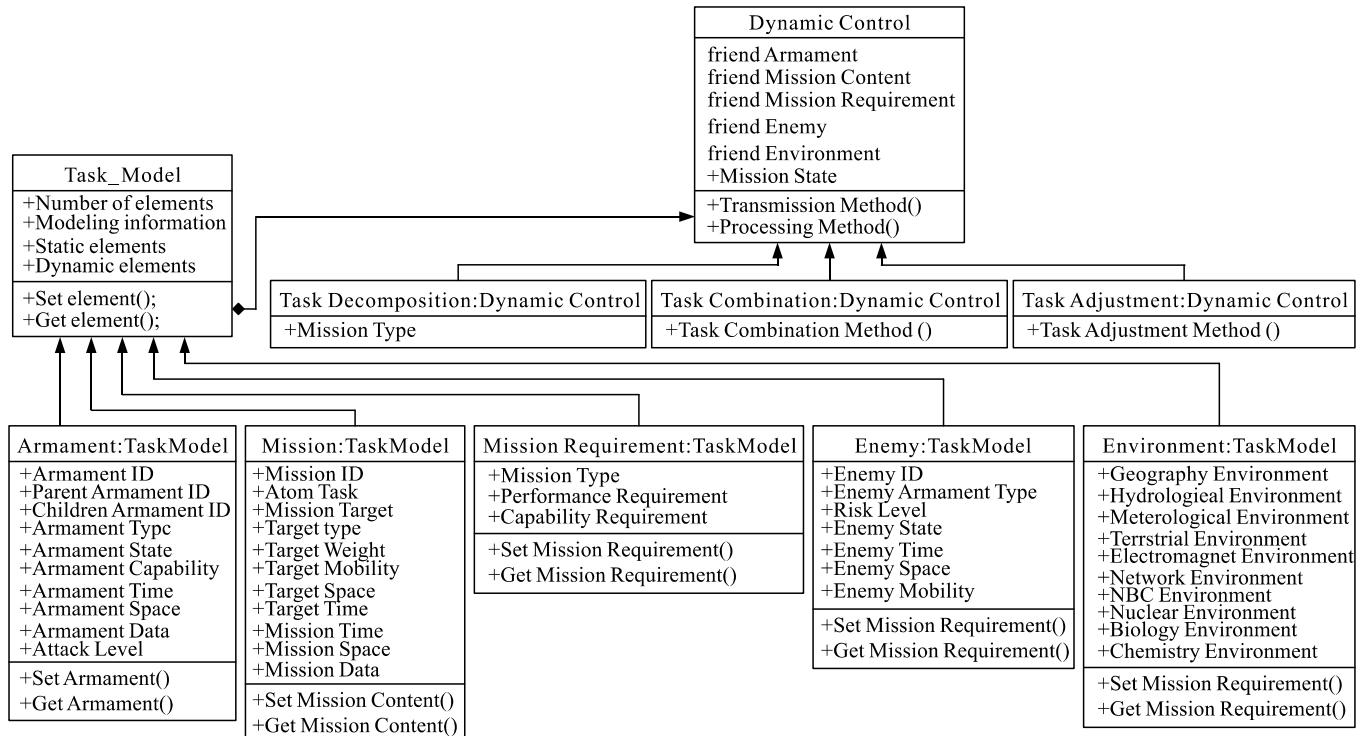 Dynamic Control
friend Armament
friend Mission Content
friend Mission Requirement
friend Enemy
friend Environment
+Mission State
+Transmission Method()
+Processing Method()
Task_Model
+Number of elements
+Modeling information
+Static elements
+Dynamic elements
+Set element();
+Get element();
Task Decomposition:Dynamic Control
+Mission Type
Task Combination:Dynamic Control
+Task Combination Method ()
Task Adjustment:Dynamic Control
+Task Adjustment Method ()
Armament:TaskModel
+Armament ID
+Parent Armament ID
+Children Armament ID
+Armament Type
+Armament State
+Armament Capability
+Armament Time
+Armament Space
+Armament Data
+Attack Level
+Set Armament()
+Get Armament()
Mission:TaskModel
+Mission ID
+Atom Task
+Mission Target
+Target type
+Target Weight
+Target Mobility
+Target Space
+Target Time
+Mission Time
+Mission Space
+Mission Data
+Set Mission Content()
+Get Mission Content()
Mission Requirement:TaskModel
+Mission Type
+Performance Requirement
+Capability Requirement
+Set Mission Requirement()
+Get Mission Requirement()
Enemy:TaskModel
+Enemy ID
+Enemy Armament Type
+Risk Level
+Enemy State
+Enemy Time
+Enemy Space
+Enemy Mobility
+Set Mission Requirement()
+Get Mission Requirement()
Environment:TaskModel
+Geography Environment
+Hydrological Environment
+Meterological Environment
+Terrstrial Environment
+Electromagnet Environment
+Network Environment
+NBC Environment
+Nuclear Environment
+Biology Environment
+Chemistry Environment
+Set Mission Requirement()
+Get Mission Requirement()